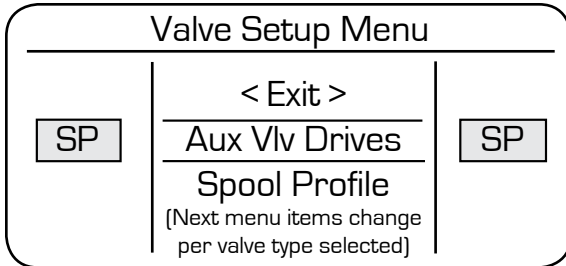 Valve Setup Menu
< Exit >
SP
Aux Vlv Drives
SP
Spool Profile
(Next menu items change
per valve type selected)